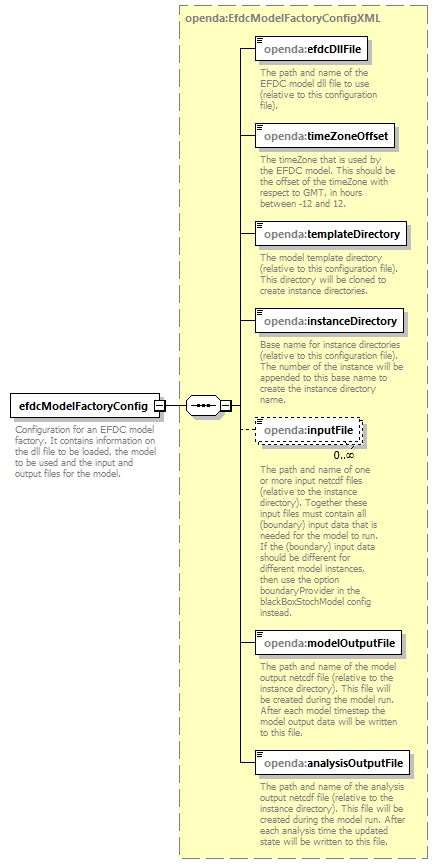 openda:EfdcModelFactoryConfigXML
openda:efdcDllFile
The path and name of the
EFDC model dll file to use
(relative to this configuration
file).
openda:timeZoneOffset
The timeZone that is used by
the EFDC model. This should be
the offset of the timeZone with
respect to GMT, in hours
between -12 and 12.
openda:templateDirectory
The model template directory
(relative to this configuration file).
This directory will be cloned to
create instance directories.
openda:instanceDirectory
Base name for instance directories
(relative to this configuration file).
The number of the instance will be
appended to this base name to
create the instance directory
name.
efdcModelFactoryConfig
Configuration for an EFDC model
factory. It contains information on
the dll file to be loaded, the model
to be used and the input and
output files for the model.
openda:inputFile
0..∞
The path and name of one
or more input netcdf files
(relative to the instance
directory). Together these
input files must contain all
(boundary) input data that is
needed for the model to run.
If the (boundary) input data
should be different for
different model instances,
then use the option
boundaryProvider in the
blackBoxStochModel config
instead.
openda:modelOutputFile
The path and name of the model
output netcdf file (relative to the
instance directory). This file will
be created during the model run.
After each model timestep the
model output data will be written
to this file.
openda:analysisOutputFile
The path and name of the analysis
output netcdf file (relative to the
instance directory). This file will be
created during the model run. After
each analysis time the updated
state will be written to this file.